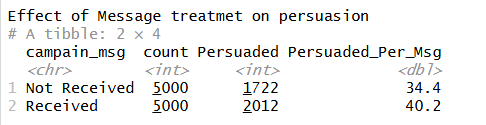 Effect of Message treatmet on persuasion
# A tibble: 2 × 4
campain_msg count Persuaded Persuaded_Per_Msg
<chr> <int> <int> <dbl>
1 Not Received 5000 1722 34.4
2 Received 5000 2012 40.2